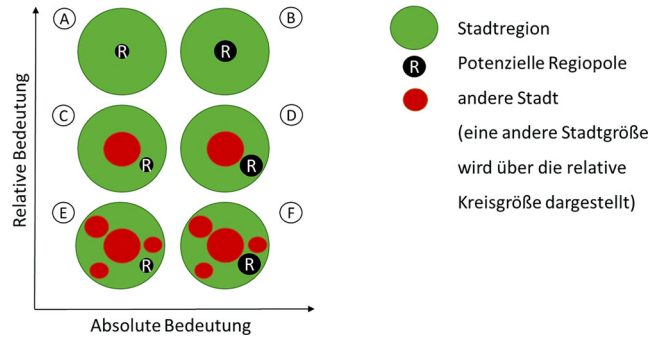 A
B
R
R
C
D
R
R
E
F
R
R
Relative Bedeutung
Absolute Bedeutung
Stadtregion
R
Potenzielle Regiopole
andere Stadt
(eine andere Stadtgröße
wird über die relative
Kreisgröße dargestellt)